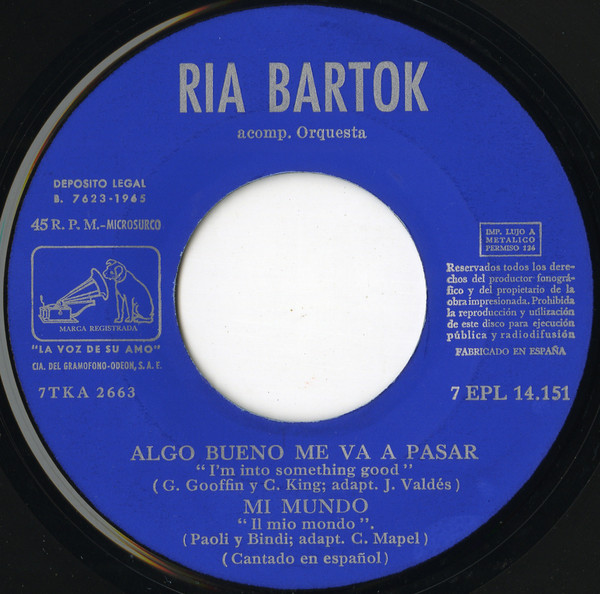 RIA BARTOK
acomp. Orquesta
DEPOSITO LEGAL
B. 7623-1965
45 R. P. M.-MICROSURCO
MARCA REGISTRADA
"LA VOZ DE SU AMO"
CIA. DEL GRAMOFONO-ODEON, S. A. E.
7TKA 2663
IMP. LUJO A
METALICO
PERMISO 124
Reservados todos los dere-
chos del productor fonográ-
fico y del propietario de la
obra impresionada. Prohibida
la reproducción y utilización
de este disco para ejecución
pública y radiodifusión
FABRICADO EN ESPAÑA
7 EPL 14.151
ALGO BUENO ME VA A PASAR
"I'm into something good"
(G. Gooffin y C. King; adapt. J. Valdés)
MI MUNDO
"Il mio mondo".
(Paoli y Bindi; adapt. C. Mapel)
(Cantado en español)